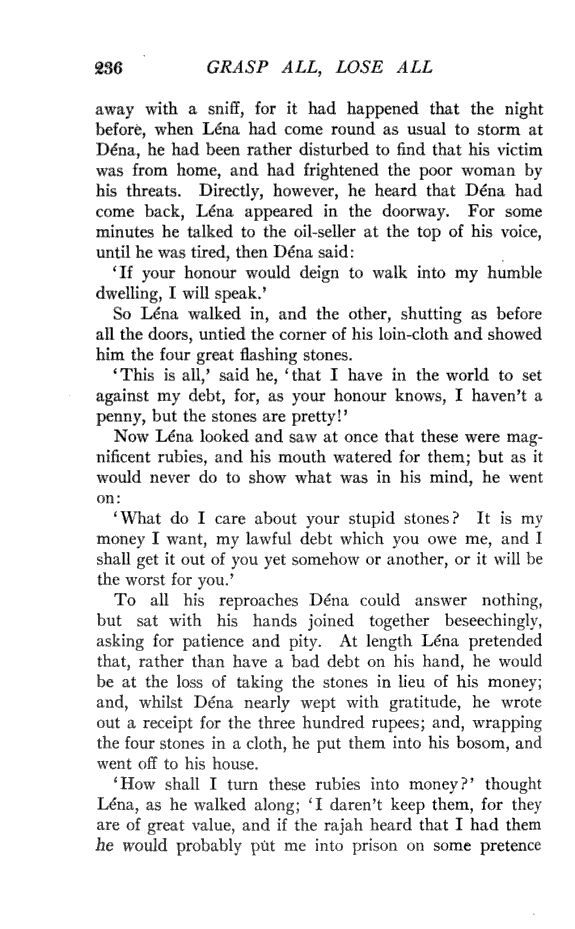 236 GRASP ALL, LOSE ALL
away with a sniff, for it had happened that the night
before, when Léna had come round as usual to storm at
Déna, he had been rather disturbed to find that his victim
was from home, and had frightened the poor woman by
his threats. Directly, however, he heard that Déna had
come back, Léna appeared in the doorway. For some
minutes he talked to the oil-seller at the top of his voice,
until he was tired, then Déna said:
‘If your honour would deign to walk into my humble
dwelling, I will speak.’
So Léna walked in, and the other, shutting as before
all the doors, untied the corner of his loin-cloth and showed
him the four great flashing stones.
‘This is all,’ said he, ‘that I have in the world to set
against my debt, for, as your honour knows, I haven’t a
penny, but the stones are pretty!’
Now Léna looked and saw at once that these were mag-
nificent rubies, and his mouth watered for them; but as it
would never do to show what was in his mind, he went
on:
‘What do I care about your stupid stones? It is my
money I want, my lawful debt which you owe me, and I
shall get it out of you yet somehow or another, or it will be
the worst for you.’
To all his reproaches Déna could answer nothing,
but sat with his hands joined together beseechingly,
asking for patience and pity. At length Léna pretended
that, rather than have a bad debt on his hand, he would
be at the loss of taking the stones in lieu of his money;
and, whilst Déna nearly wept with gratitude, he wrote
out a receipt for the three hundred rupees; and, wrapping
the four stones in a cloth, he put them into his bosom, and
went off to his house.
‘How shall I turn these rubies into money?’ thought
Léna, as he walked along; ‘I daren’t keep them, for they
are of great value, and if the rajah heard that I had them
he would probably put me into prison on some pretence